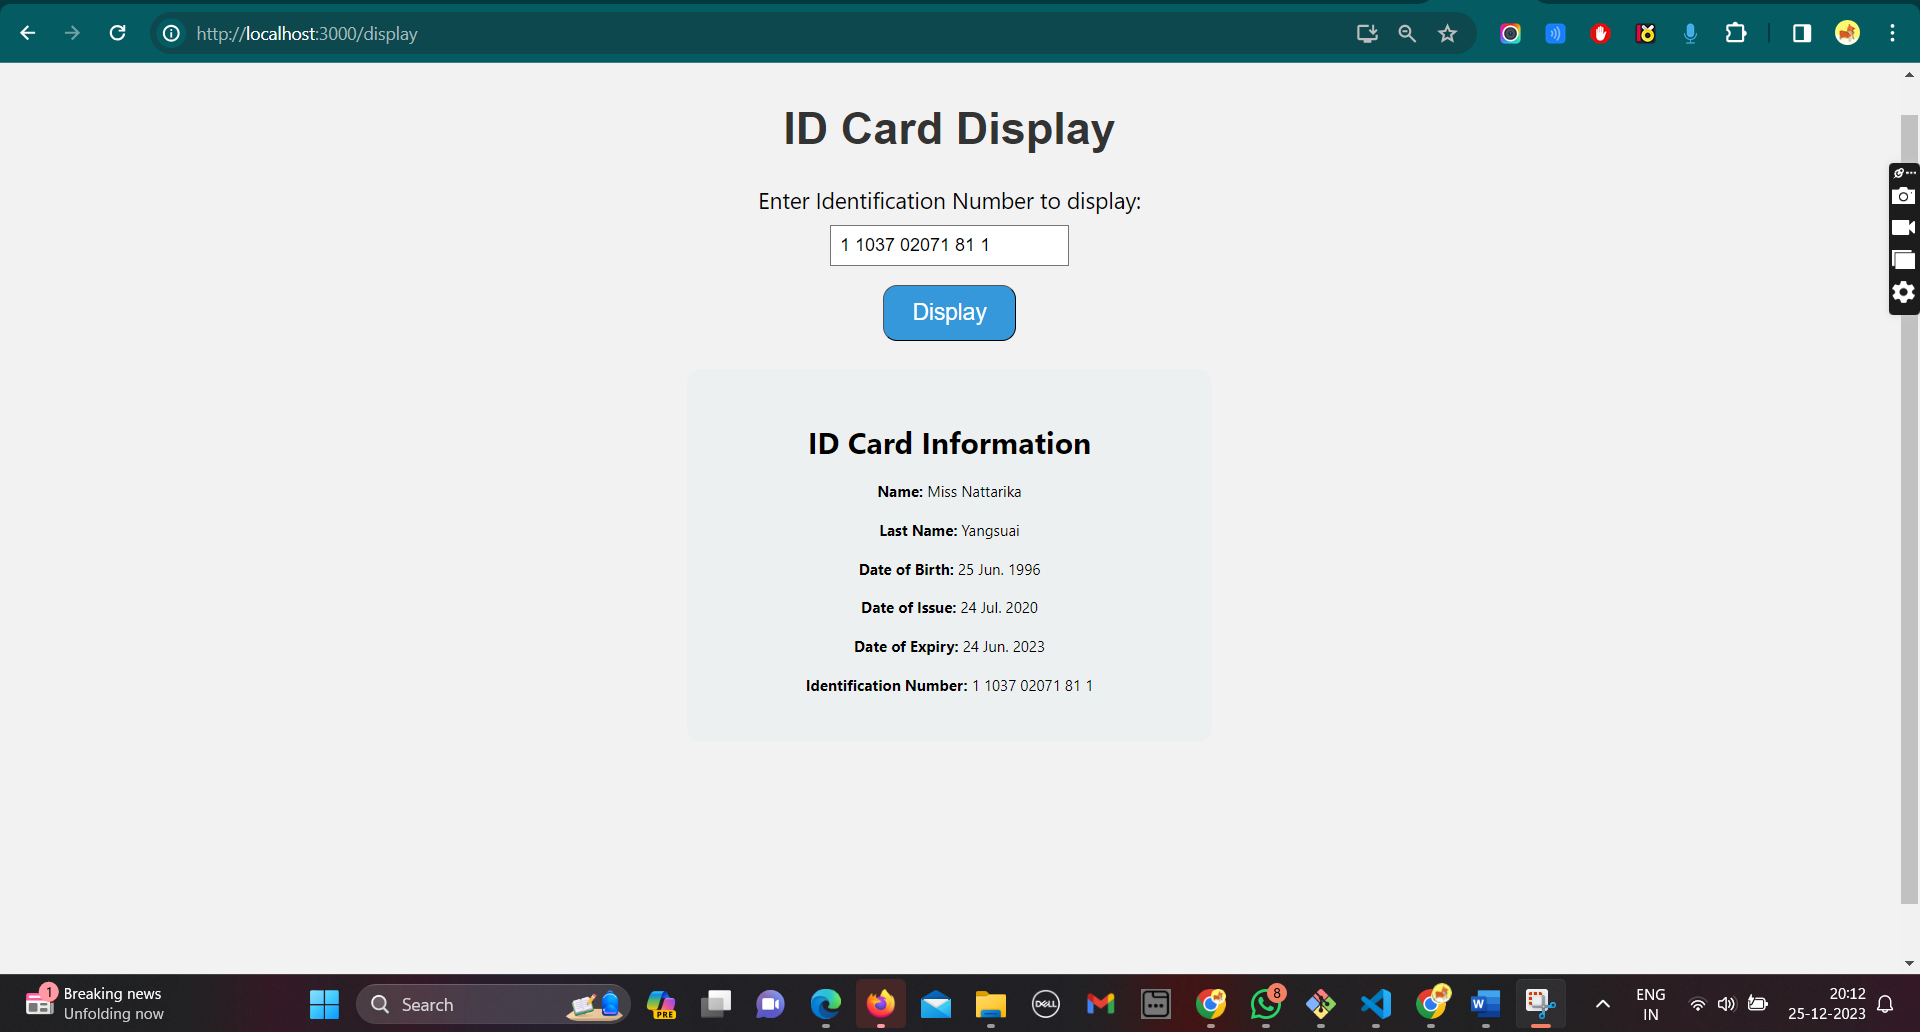 http://localhost:3000/display
ID Card Display
Enter Identification Number to display:
1 1037 02071 81 1
Display
ID Card Information
Name: Miss Nattarika
Last Name: Yangsuai
Date of Birth: 25 Jun. 1996
Date of Issue: 24 Jul. 2020
Date of Expiry: 24 Jun. 2023
Identification Number: 1 1037 02071 81 1
1
Breaking news
Unfolding now
Search
PRE
DELL
8
W
ENG
IN
20:12
25-12-2023